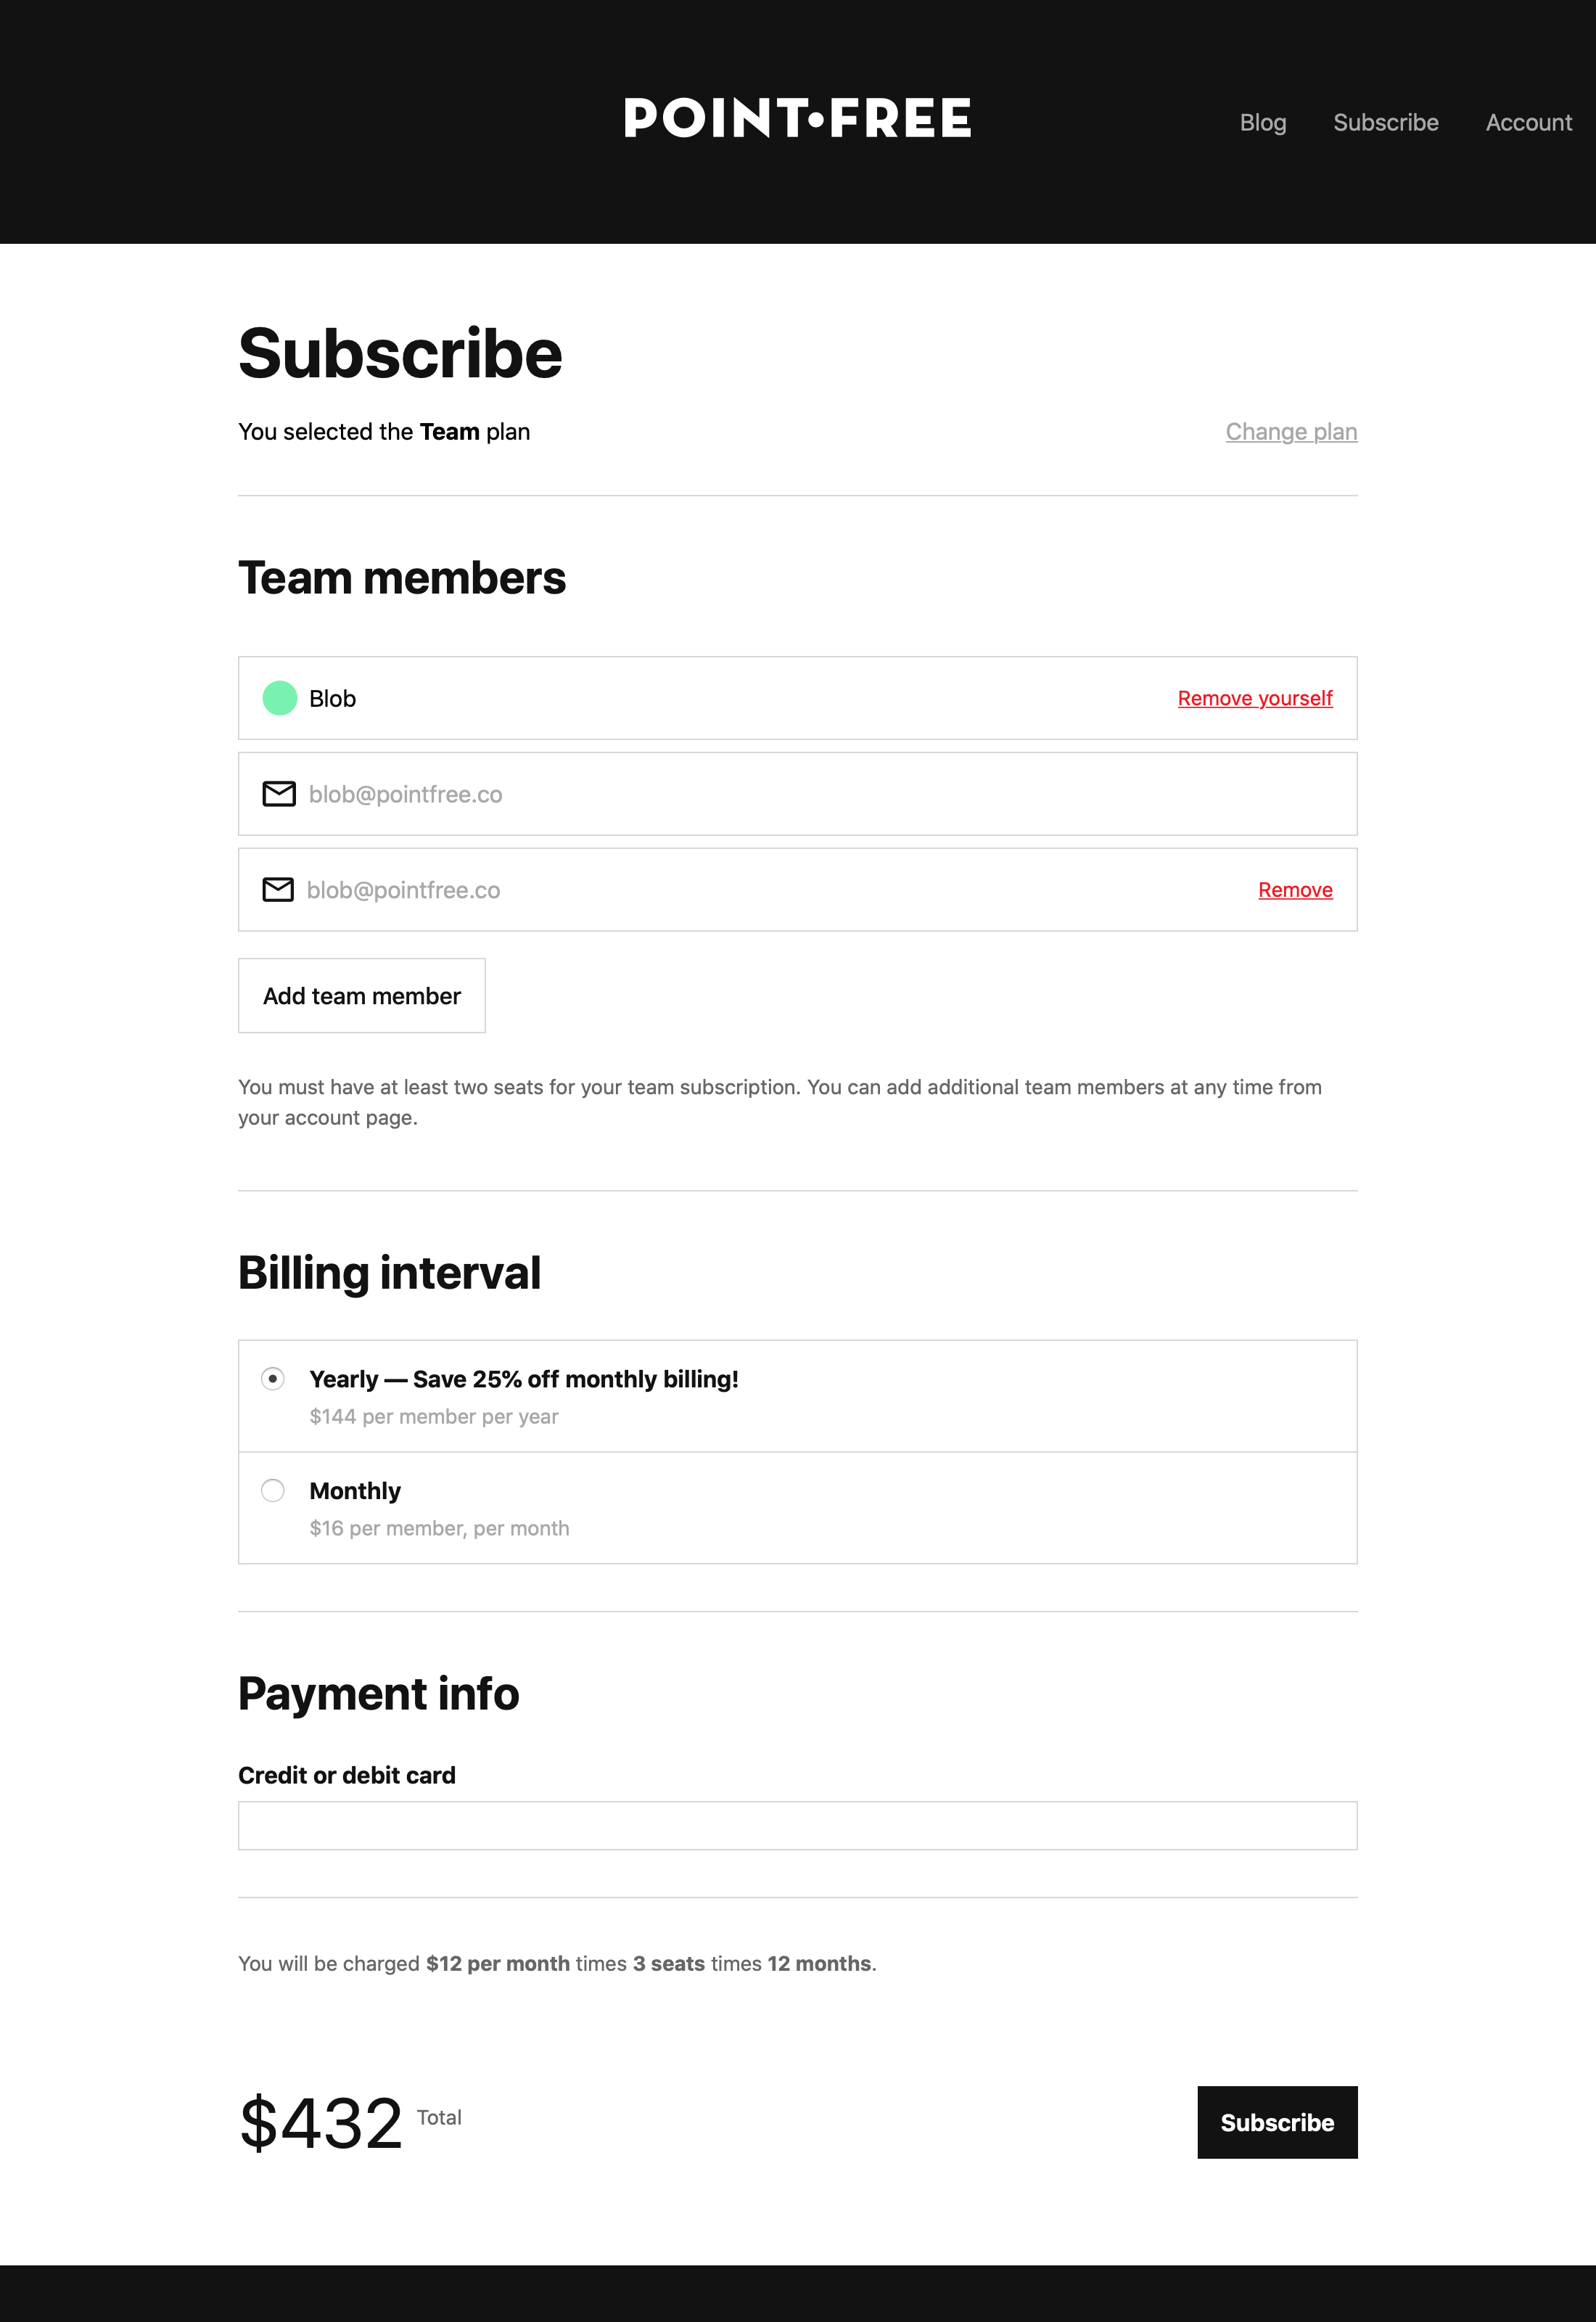 POINT•FREE
Blog Subscribe Account
Subscribe
You selected the Team plan Change plan
Team members
Blob Remove yourself
blob@pointfree.co
blob@pointfree.co Remove
Add team member
You must have at least two seats for your team subscription. You can add additional team members at any time from
your account page.
Billing interval
Yearly — Save 25% off monthly billing!
$144 per member per year
Monthly
$16 per member, per month
Payment info
Credit or debit card
You will be charged $12 per month times 3 seats times 12 months.
$432 Total Subscribe